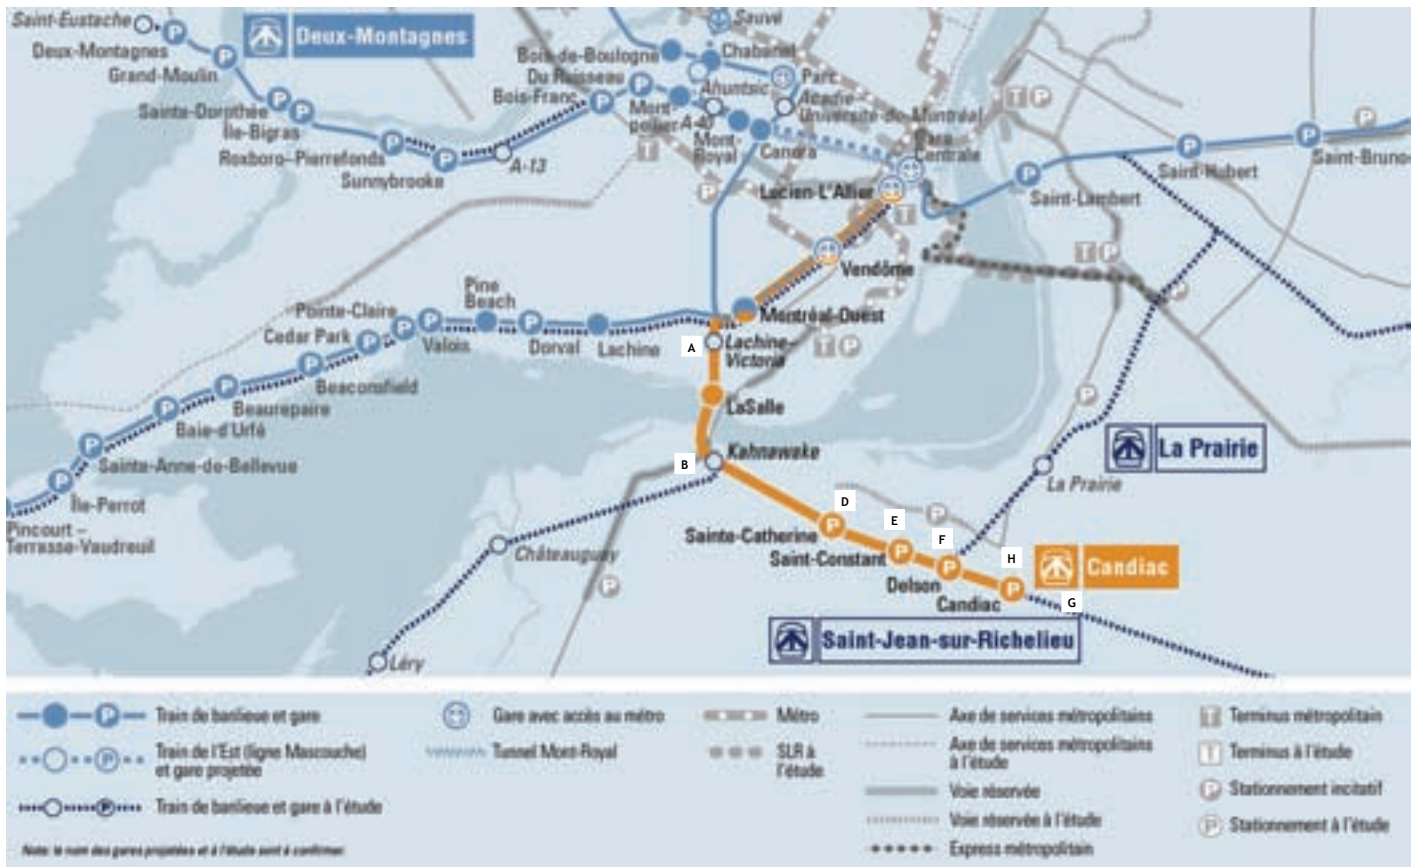 Saint-Eustache
Deux-Montagnes
Deux-Montagnes
Grand-Moulin
Sainte-Dorothée
Île-Bigras
Roxboro–Pierrefonds
Sunnybrooke
A-13
Bois-Franc
Du Ruisseau
Bois-de-Boulogne
Sauvé
Chabanel
Ahuntsic
Parc
Acadie
Université-de-Montréal
Mont-
pellier
A-40
Mont-
Royal
Canora
Gare
Centrale
Lucien-L'Allier
Saint-Lambert
Saint-Hubert
Saint-Bruno
Vendôme
Montréal-Ouest
Pine
Beach
Pointe-Claire
Cedar Park
Valois
Dorval
Lachine
A
Lachine–
Victoria
Beaconsfield
Beaurepaire
Baie-d'Urfé
LaSalle
Sainte-Anne-de-Bellevue
B
Kahnawake
La Prairie
La Prairie
Île-Perrot
Pincourt –
Terrasse-Vaudreuil
Châteauguay
D
E
F
H
G
Sainte-Catherine
Saint-Constant
Delson
Candiac
Candiac
Saint-Jean-sur-Richelieu
Léry
Train de banlieue et gare
Train de l'Est (ligne Mascouche)
et gare projetée
Train de banlieue et gare à l'étude
Note: le nom des gares projetées et à l'étude sont à confirmer.
Gare avec accès au métro
Tunnel Mont-Royal
Métro
SLR à
l'étude
Axe de services métropolitains
Axe de services métropolitains
à l'étude
Voie réservée
Voie réservée à l'étude
Express métropolitain
T Terminus métropolitain
T Terminus à l'étude
P Stationnement incitatif
P Stationnement à l'étude